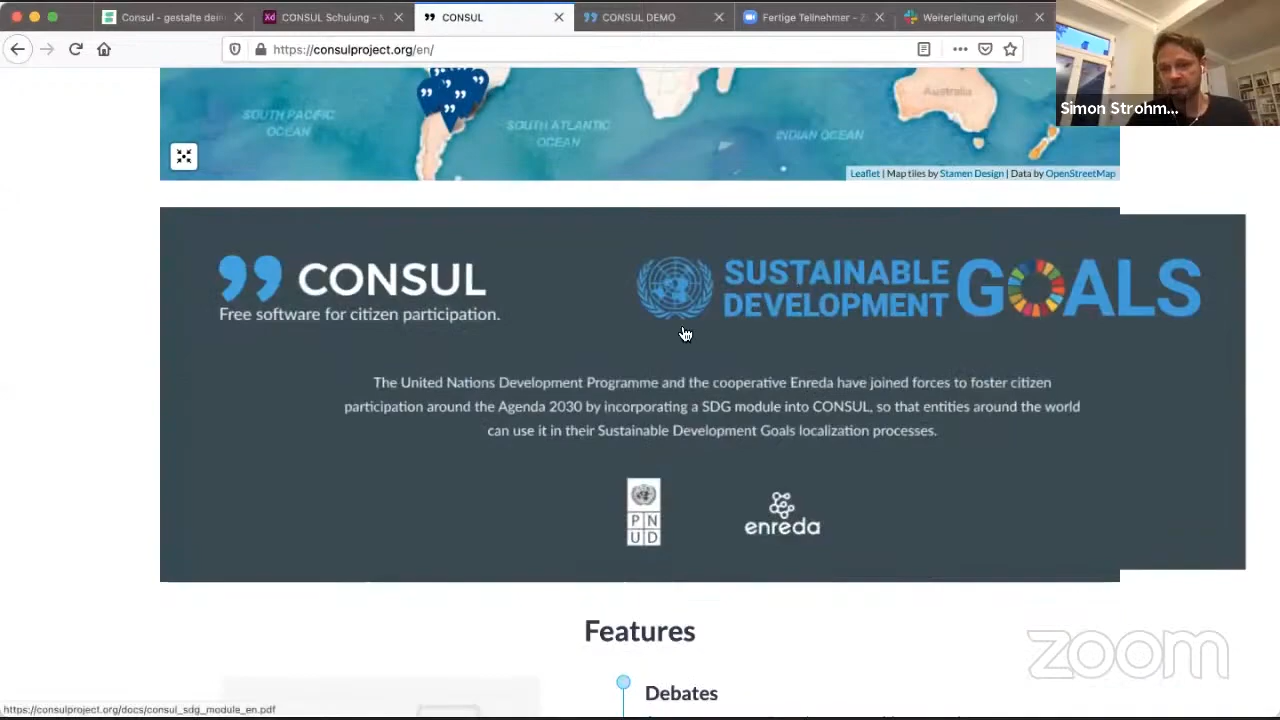 Consul - gestalte dei
CONSUL Schulung -
CONSUL
CONSUL DEMO
Fertige Teilnehmer -
Weiterleitung erfolgt
https://consulproject.org/en/
Simon Strohm...
SOUTH PACIFIC
OCEAN
SOUTH ATLANTIC
OCEAN
INDIAN OCEAN
Australia
Leaflet | Map tiles by Stamen Design | Data by OpenStreetMap
CONSUL
Free software for citizen participation.
SUSTAINABLE
DEVELOPMENT
GOALS
The United Nations Development Programme and the cooperative Enreda have joined forces to foster citizen
participation around the Agenda 2030 by incorporating a SDG module into CONSUL, so that entities around the world
can use it in their Sustainable Development Goals localization processes.
P N
U D
enreda
Features
Debates
zoom
https://consulproject.org/docs/consul_sdg_module_en.pdf